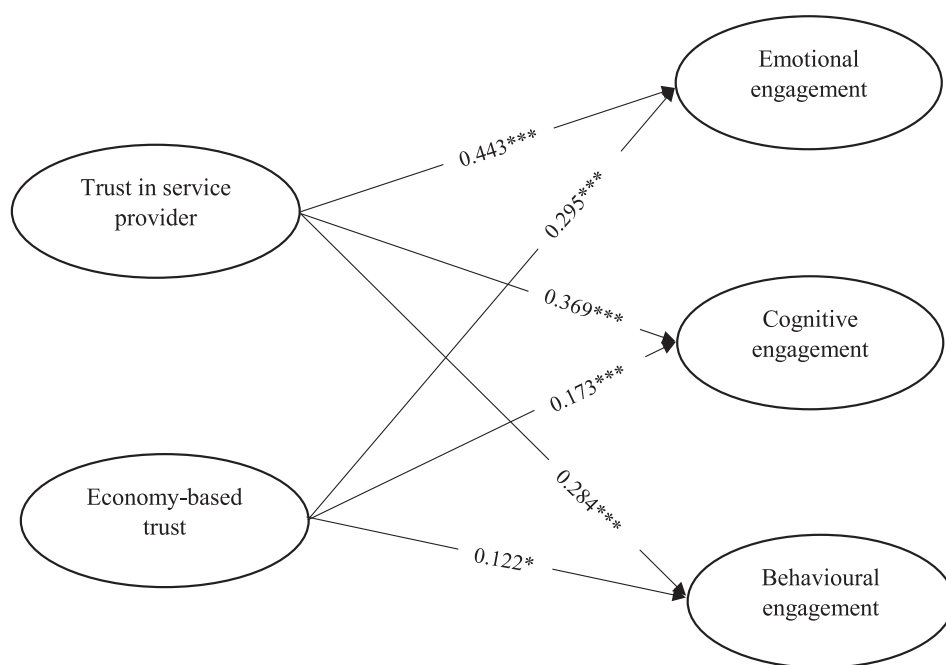 Emotional
engagement
0.443***
Trust in service
provider
0.295***
0.369***
Cognitive
engagement
0.173***
Economy-based
trust
0.284***
0.122*
Behavioural
engagement